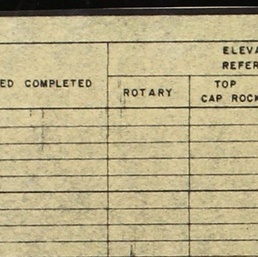 ELEVA
REFER
ED COMPLETED
ROTARY
TOP
CAP ROCK